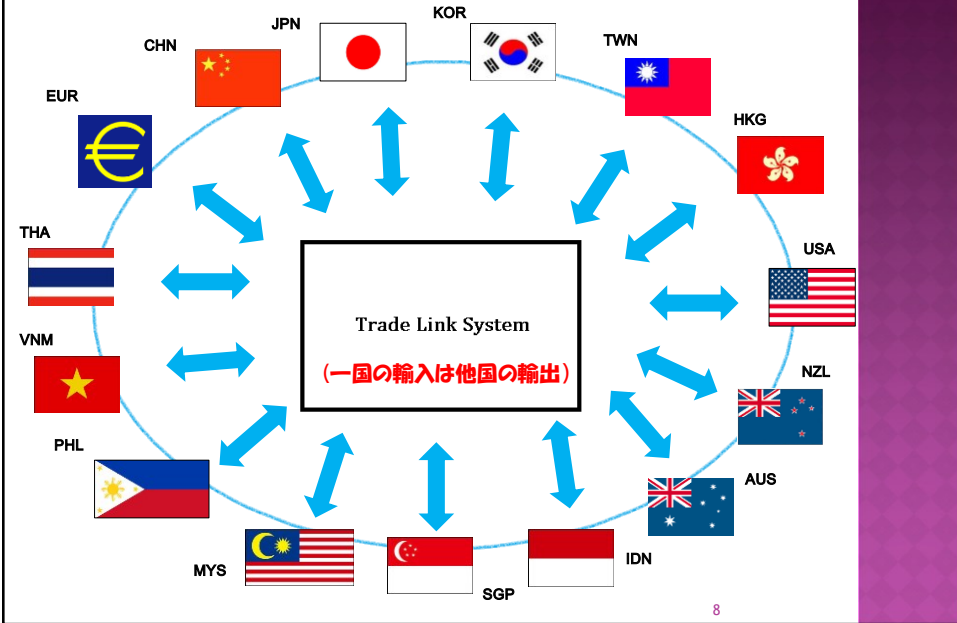 KOR
JPN
TWN
CHN
EUR
HKG
THA
USA
Trade Link System
VNM
(一国の輸入は他国の輸出)
NZL
PHL
AUS
IDN
MYS
SGP
8